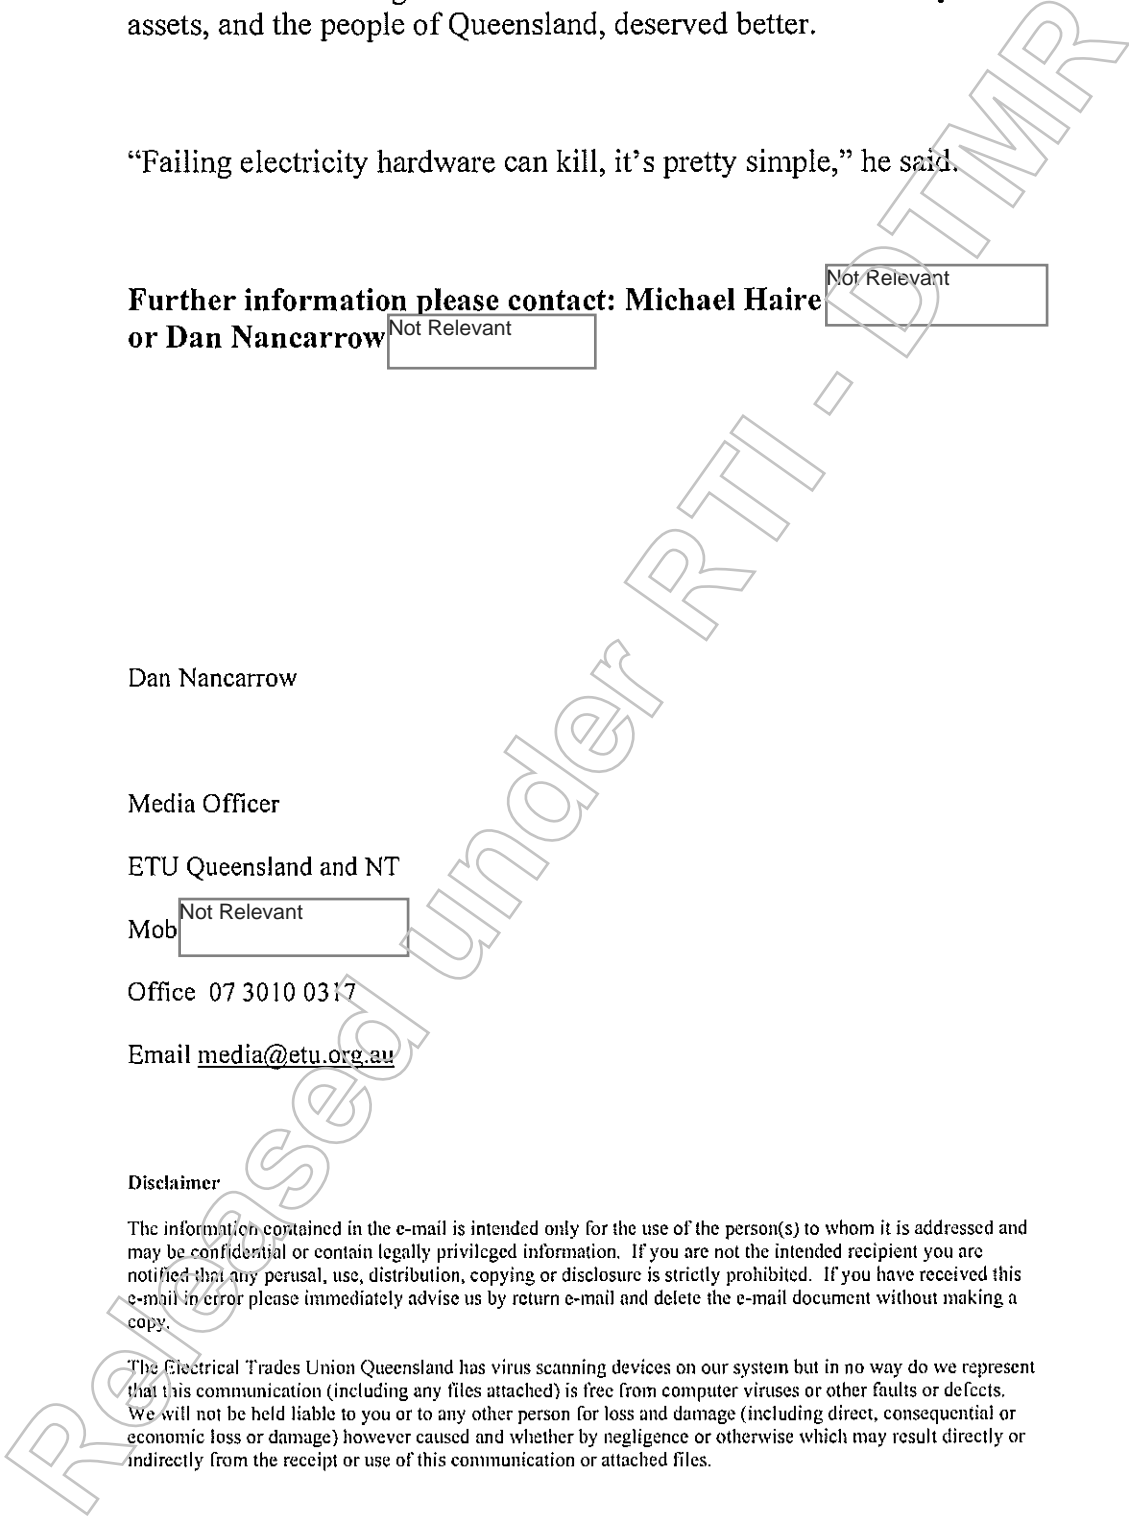 assets, and the people of Queensland, deserved better.
“Failing electricity hardware can kill, it’s pretty simple,” he said.
Further information please contact: Michael Haire Not Relevant
or Dan Nancarrow Not Relevant
Dan Nancarrow
Media Officer
ETU Queensland and NT
Mob Not Relevant
Office 07 3010 0317
Email media@etu.org.au
Disclaimer
The information contained in the e-mail is intended only for the use of the person(s) to whom it is addressed and
may be confidential or contain legally privileged information. If you are not the intended recipient you are
notified that any perusal, use, distribution, copying or disclosure is strictly prohibited. If you have received this
e-mail in error please immediately advise us by return e-mail and delete the e-mail document without making a
copy.
The Electrical Trades Union Queensland has virus scanning devices on our system but in no way do we represent
that this communication (including any files attached) is free from computer viruses or other faults or defects.
We will not be held liable to you or to any other person for loss and damage (including direct, consequential or
economic loss or damage) however caused and whether by negligence or otherwise which may result directly or
indirectly from the receipt or use of this communication or attached files.
Released under RTI - DTMR